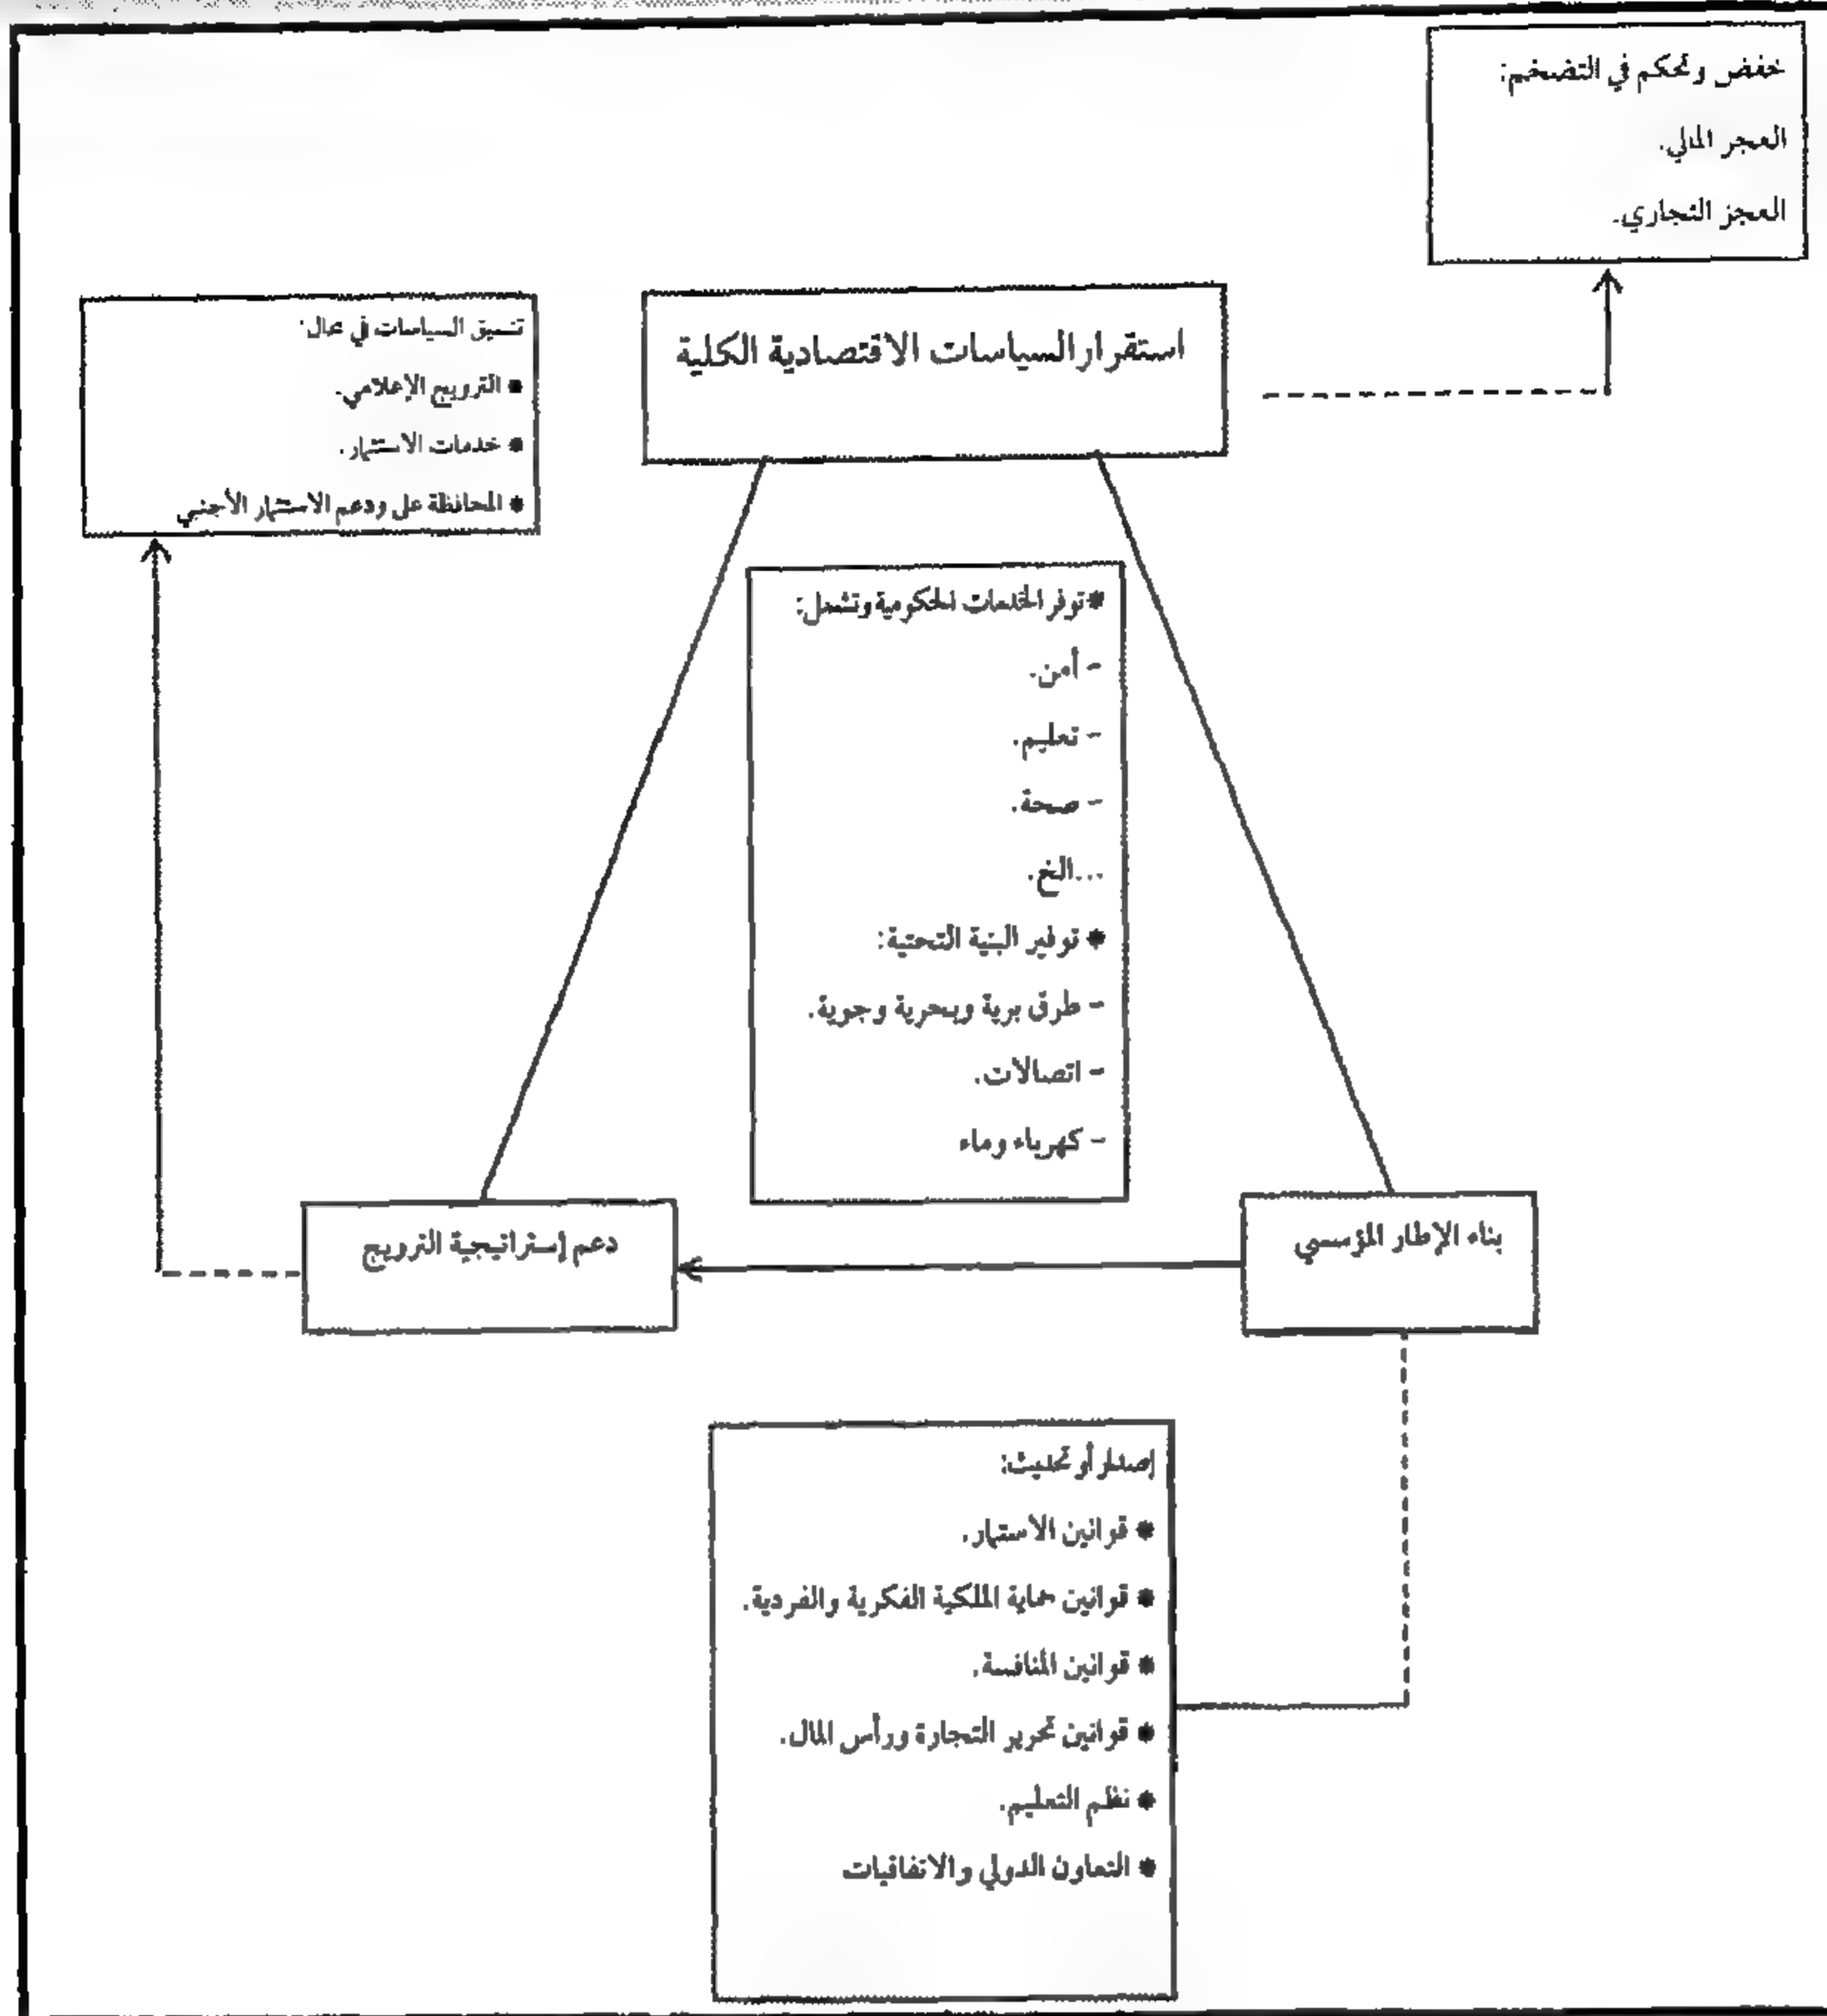 خفض وتحكم في التضخم:
العجر المالي.
العجز التجاري.
استقرار السياسات الاقتصادية الكلية
تنسيق السياسات في مجال:
• الترويج الإعلامي.
• خدمات الاستثمار.
• المحافظة على ودعم الاستثمار الأجنبي
• توفر الخدمات الحكومية وتشمل:
- أمن.
- تعليم.
- صحة.
...الخ.
• توفير البنية التحتية:
- طرق برية وبحرية وجوية.
- اتصالات.
- كهرباء وماء
بناء الإطار المؤسسي
دعم إستراتيجية الترويج
إصدار أو تحديث:
• قوانين الاستثمار.
• قوانين حماية الملكية الفكرية والفردية.
• قوانين المنافسة.
• قوانين تحرير التجارة ورأس المال.
• نظم التعليم.
• التعاون الدولي والاتفاقيات